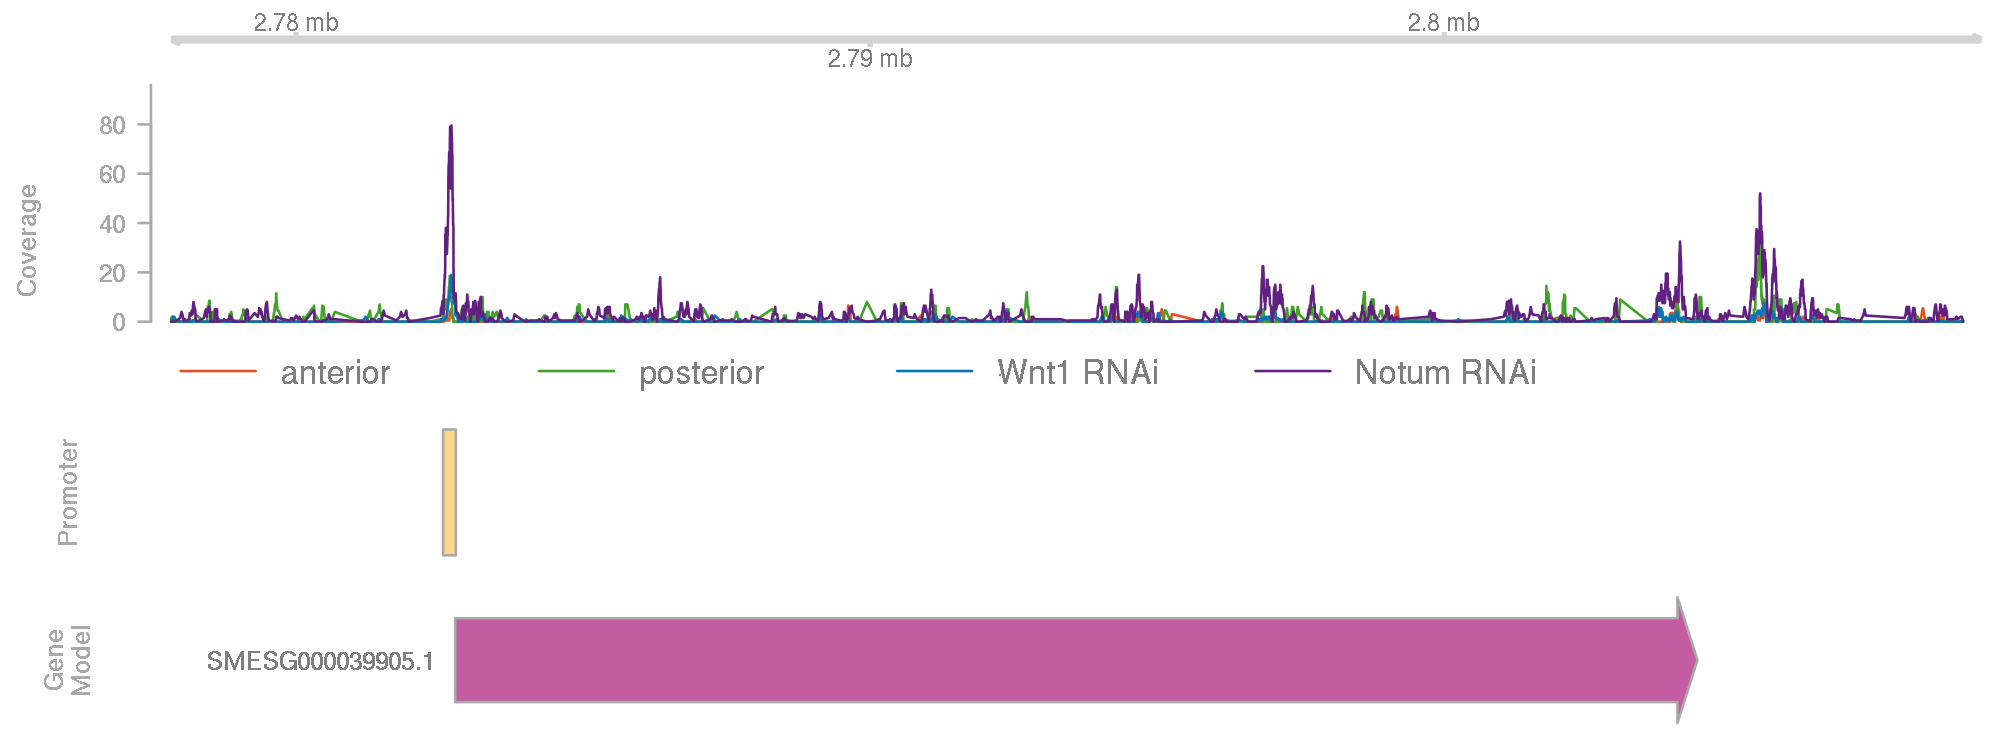 2.78 mb
2.8 mb
2.79 mb
Coverage
80
60
40
20
0
anterior posterior Wnt1 RNAi Notum RNAi
Promoter
Gene
Model
SMESG000039905.1